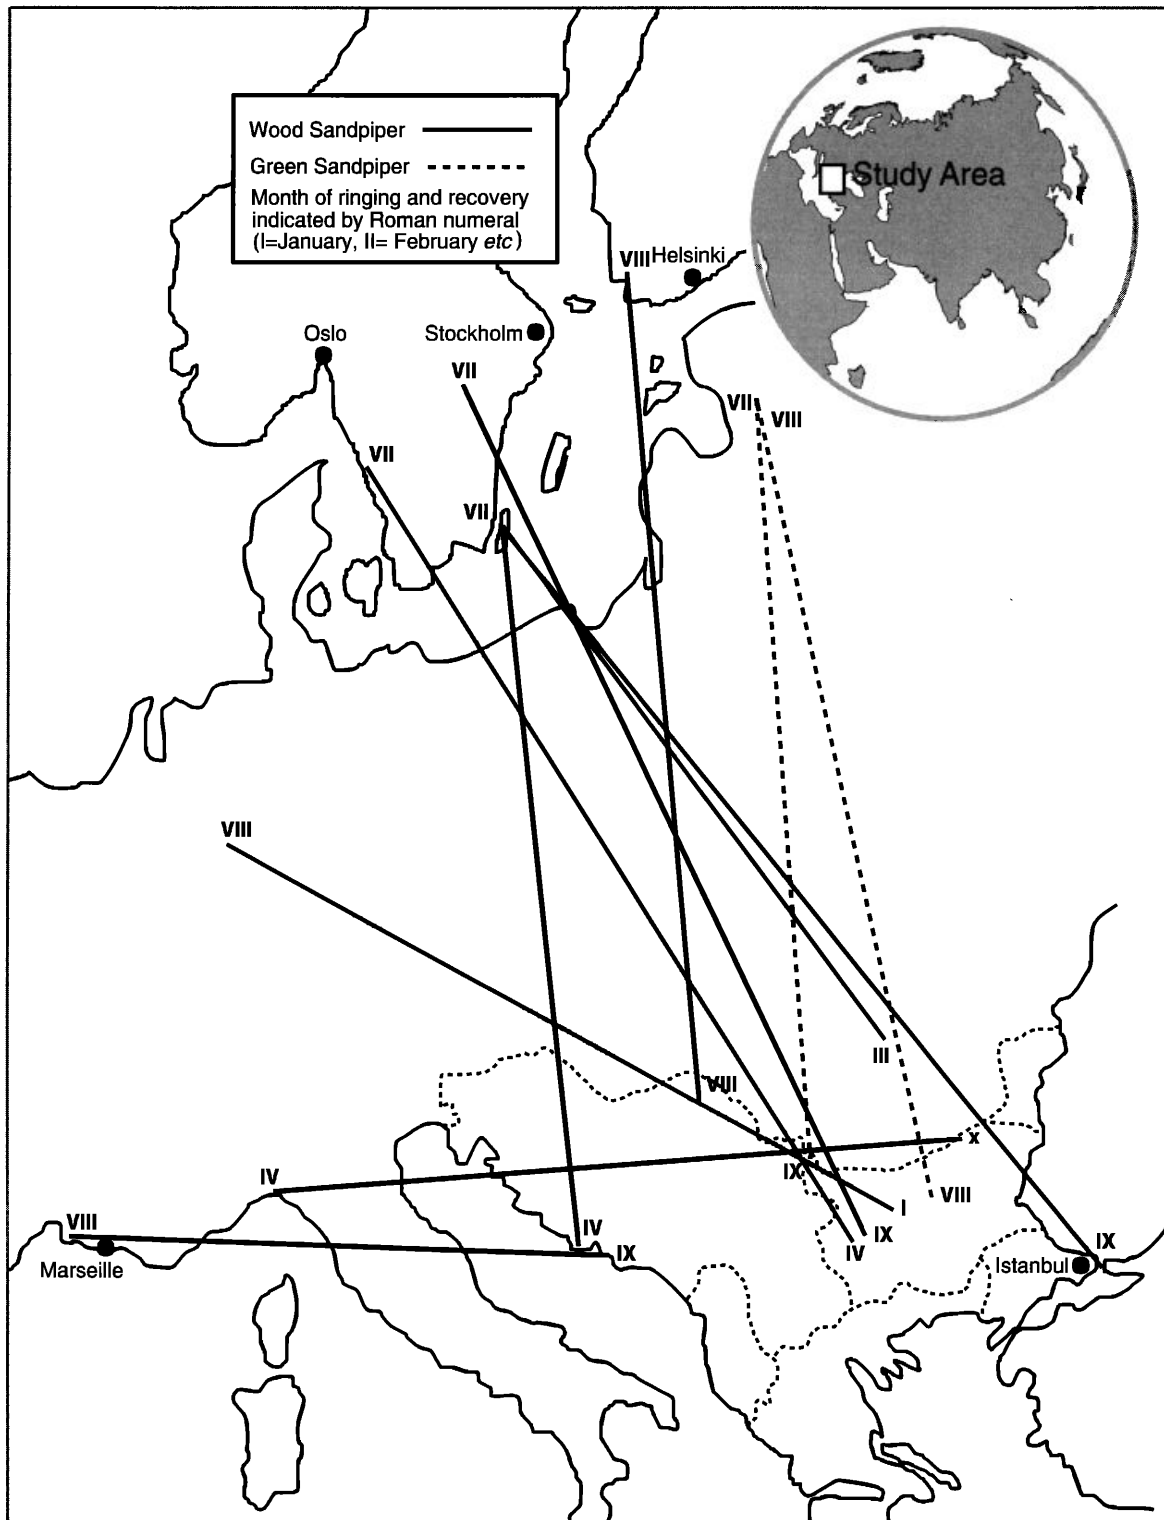 Wood Sandpiper
Green Sandpiper
Month of ringing and recovery
indicated by Roman numeral
(I=January, II= February etc)
Study Area
VIII Helsinki
Oslo
Stockholm
VII
VII
VIII
VII
VII
VIII
III
VIII
X
IX
IV
VIII
I
VIII
IV
IX
IX
IV
IX
Marseille
Istanbul